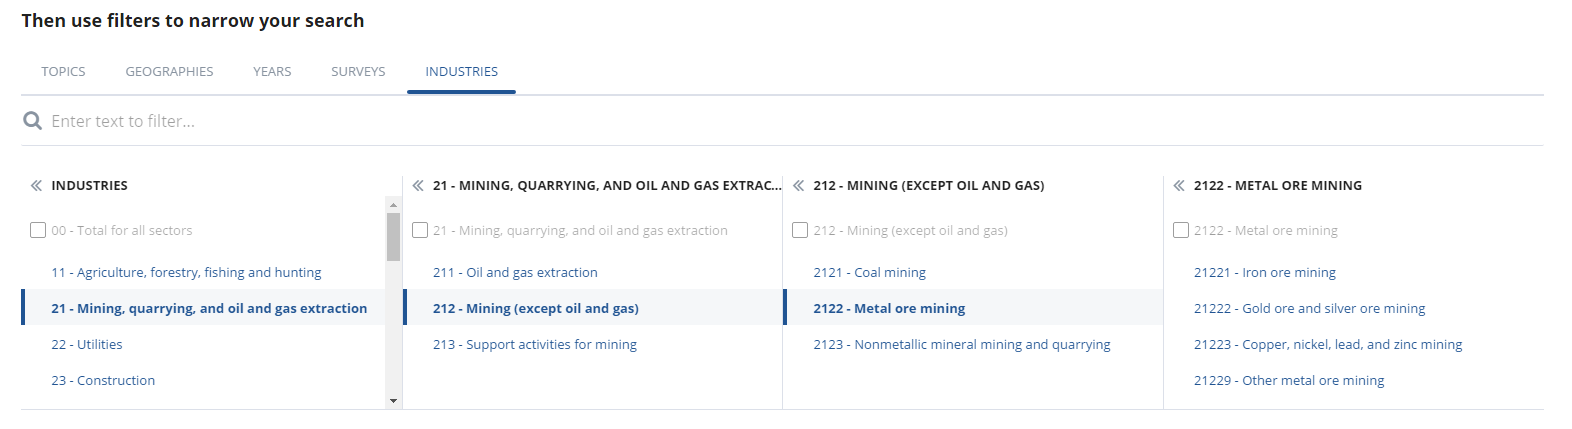 Then use filters to narrow your search
TOPICS GEOGRAPHIES YEARS SURVEYS INDUSTRIES
Enter text to filter...
INDUSTRIES
00 - Total for all sectors
11 - Agriculture, forestry, fishing and hunting
21 - Mining, quarrying, and oil and gas extraction
22 - Utilities
23 - Construction
21 - MINING, QUARRYING, AND OIL AND GAS EXTRAC...
21 - Mining, quarrying, and oil and gas extraction
211 - Oil and gas extraction
212 - Mining (except oil and gas)
213 - Support activities for mining
212 - MINING (EXCEPT OIL AND GAS)
212 - Mining (except oil and gas)
2121 - Coal mining
2122 - Metal ore mining
2123 - Nonmetallic mineral mining and quarrying
2122 - METAL ORE MINING
2122 - Metal ore mining
21221 - Iron ore mining
21222 - Gold ore and silver ore mining
21223 - Copper, nickel, lead, and zinc mining
21229 - Other metal ore mining